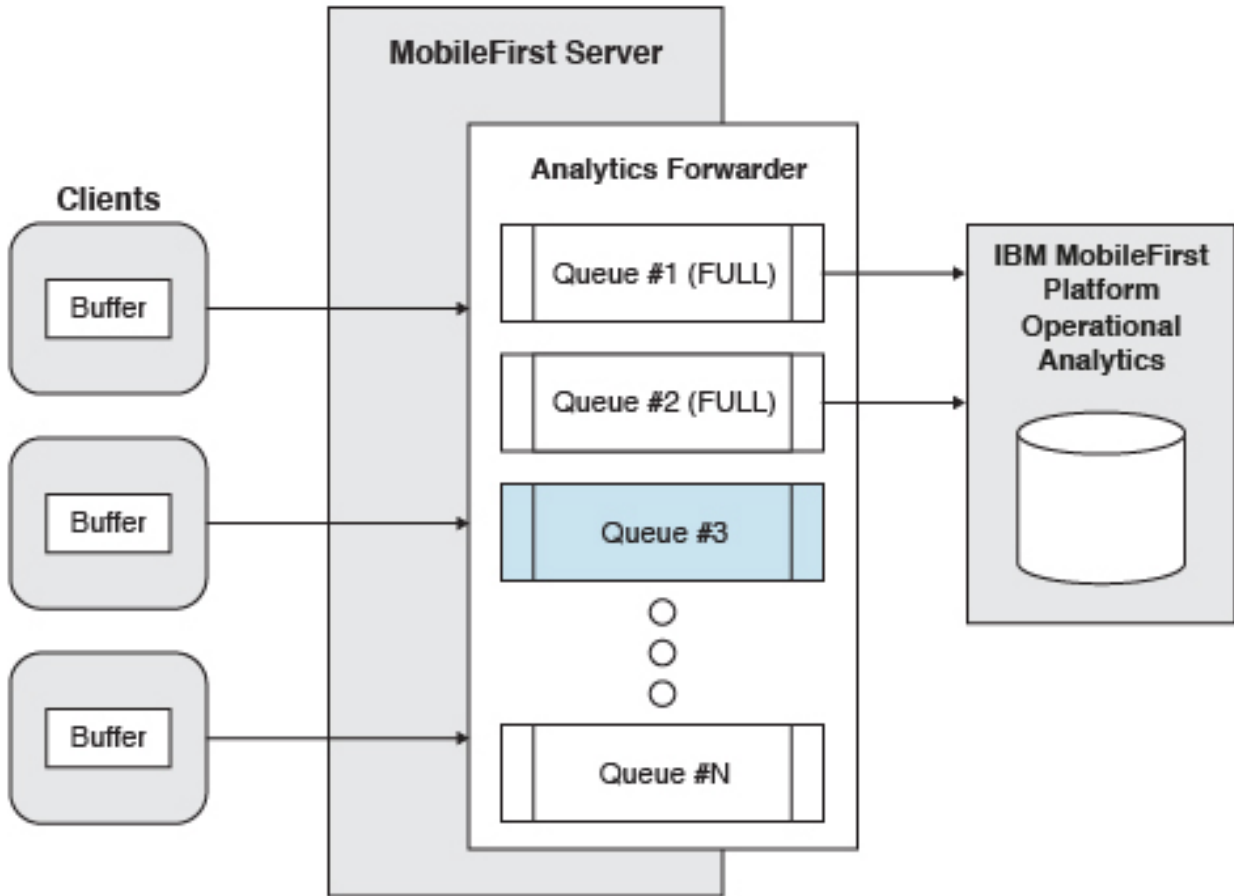 MobileFirst Server
Analytics Forwarder
Clients
Buffer
Buffer
Buffer
Queue #1 (FULL)
Queue #2 (FULL)
Queue #3
Queue #N
IBM MobileFirst
Platform
Operational
Analytics